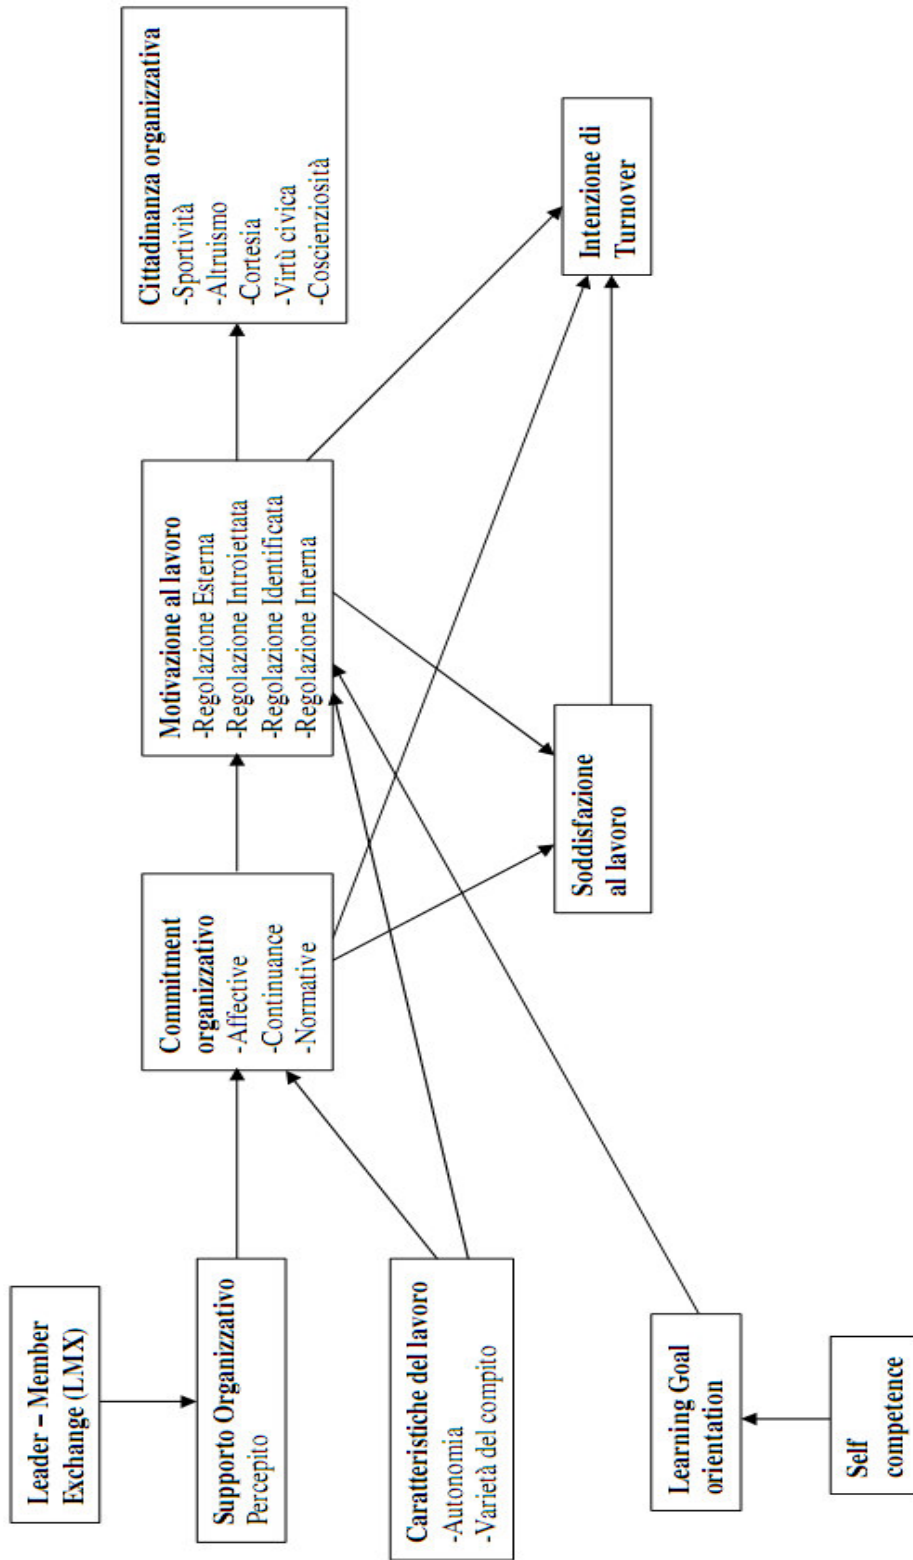 Leader – Member
Exchange (LMX)
Supporto Organizzativo
Percepito
Caratteristiche del lavoro
-Autonomia
-Varietà del compito
Learning Goal
orientation
Self
competence
Commitment
organizzativo
-Affective
-Continuance
-Normative
Motivazione al lavoro
-Regolazione Esterna
-Regolazione Introiettata
-Regolazione Identificata
-Regolazione Interna
Soddisfazione
al lavoro
Cittadinanza organizzativa
-Sportività
-Altruismo
-Cortesia
-Virtù civica
-Coscienziosità
Intenzione di
Turnover